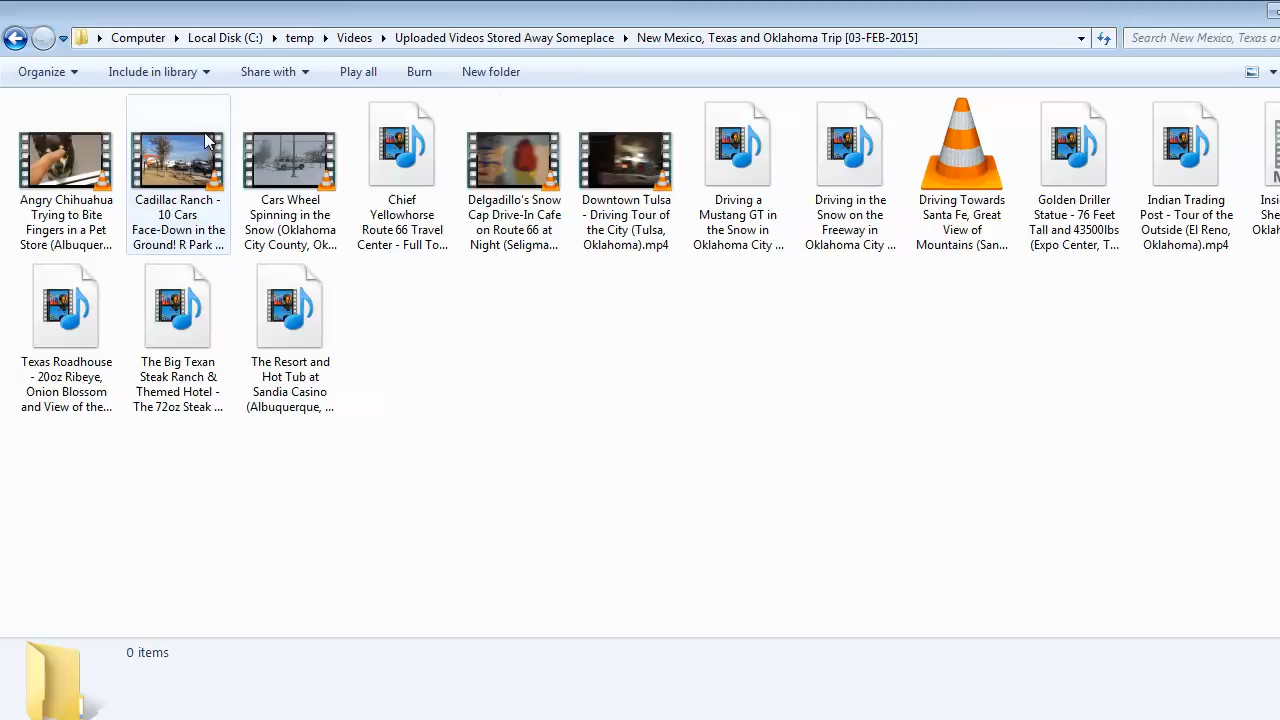 Computer Local Disk (C:) temp Videos Uploaded Videos Stored Away Someplace New Mexico, Texas and Oklahoma Trip [03-FEB-2015] Search New Mexico, Texas an
Organize Include in library Share with Play all Burn New folder
Angry Chihuahua
Trying to Bite
Fingers in a Pet
Store (Albuquer...
Cadillac Ranch -
10 Cars
Face-Down in the
Ground! R Park ...
Cars Wheel
Spinning in the
Snow (Oklahoma
City County, Ok...
Chief
Yellowhorse
Route 66 Travel
Center - Full To...
Delgadillo's Snow
Cap Drive-In Cafe
on Route 66 at
Night (Seligma...
Downtown Tulsa
- Driving Tour of
the City (Tulsa,
Oklahoma).mp4
Driving a
Mustang GT in
the Snow in
Oklahoma City ...
Driving in the
Snow on the
Freeway in
Oklahoma City ...
Driving Towards
Santa Fe, Great
View of
Mountains (San...
Golden Driller
Statue - 76 Feet
Tall and 43500lbs
(Expo Center, T...
Indian Trading
Post - Tour of the
Outside (El Reno,
Oklahoma).mp4
Texas Roadhouse
- 20oz Ribeye,
Onion Blossom
and View of the...
The Big Texan
Steak Ranch &
Themed Hotel -
The 72oz Steak ...
The Resort and
Hot Tub at
Sandia Casino
(Albuquerque, ...
0 items